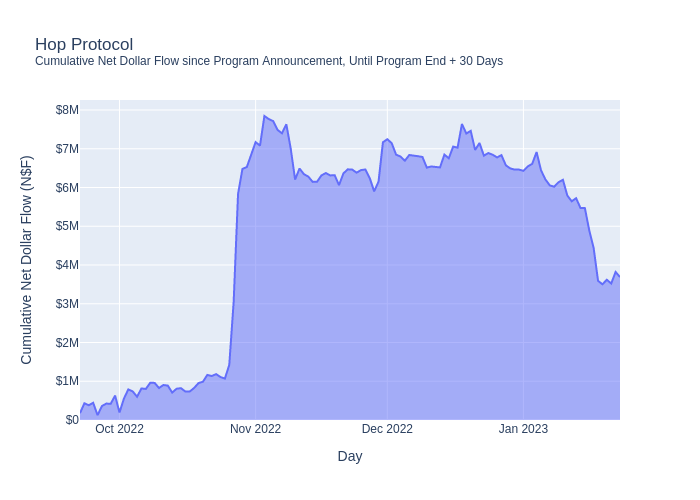 Hop Protocol
Cumulative Net Dollar Flow since Program Announcement, Until Program End + 30 Days
Cumulative Net Dollar Flow (N$F)
$8M
$7M
$6M
$5M
$4M
$3M
$2M
$1M
$0
Oct 2022
Nov 2022
Dec 2022
Jan 2023
Day